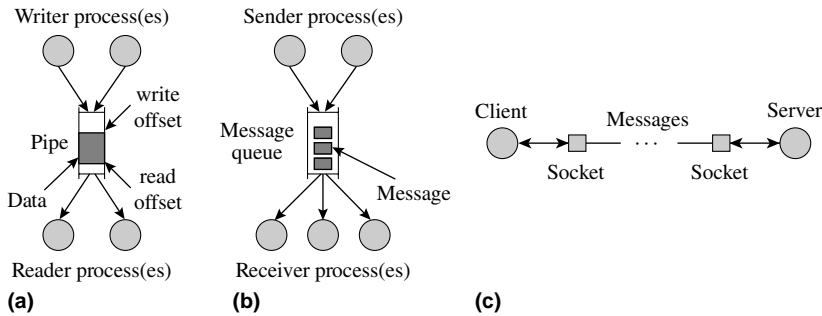 Writer process(es)
Pipe
write
offset
Data
read
offset
Reader process(es)
(a)
Sender process(es)
Message
queue
Message
Receiver process(es)
(b)
Client
Messages
Server
. . .
Socket
Socket
(c)